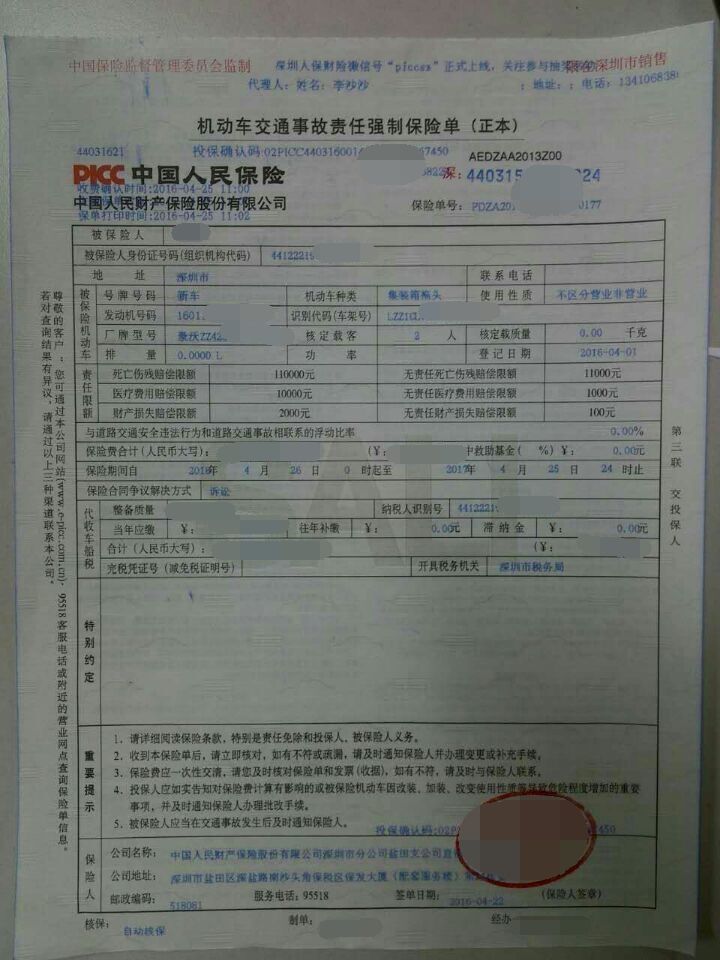 中国保险监督管理委员会监制
深圳人保财险微信号"piccsz"正式上线，关注参与抽奖
限在深圳市销售
代理人：姓名：李沙沙 ；地址：；电话：134106838
机动车交通事故责任强制保险单（正本）
44031621 投保确认码:02PICC440316001 67450
AEDZAA2013Z00
PICC 中国人民保险
深: 440315 24
收费确认时间:2016-04-25 11:00
中国人民财产保险股份有限公司
保险单号: PDZA20 0177
保单打印时间:2016-04-25 11:02
被保险人
被保险人身份证号码(组织机构代码) 44122219
地 址 深圳市 联系电话
被保险机动车
号牌号码 新车 机动车种类 集装箱拖头 使用性质 不区分营业非营业
发动机号码 1601. 识别代码(车架号) LZZ1CL
厂牌型号 豪沃ZZ42 核定载客 2 人 核定载质量 0.00 千克
排 量 0.0000 L 功 率 登记日期 2016-04-01
责任限额
死亡伤残赔偿限额 110000元 无责任死亡伤残赔偿限额 11000元
医疗费用赔偿限额 10000元 无责任医疗费用赔偿限额 1000元
财产损失赔偿限额 2000元 无责任财产损失赔偿限额 100元
与道路交通安全违法行为和道路交通事故相联系的浮动比率 0.00%
保险费合计(人民币大写): (¥: 中救助基金( %)¥: 0.00元
保险期间自 2016年 4 月 26 日 0 时起至 2017年 4 月 25 日 24 时止
保险合同争议解决方式 诉讼
代收车船税
整备质量 纳税人识别号 4412221
当年应缴 ¥: 往年补缴 ¥: 0.00元 滞纳金 ¥: 0.00元
合计(人民币大写): (¥:
完税凭证号(减免税证明号) 开具税务机关 深圳市税务局
特别约定
重要提示
1. 请详细阅读保险条款，特别是责任免除和投保人、被保险人义务。
2. 收到本保险单后，请立即核对，如有不符或疏漏，请及时通知保险人并办理变更或补充手续。
3. 保险费应一次性交清，请您及时核对保险单和发票(收据)，如有不符，请及时与保险人联系。
4. 投保人应如实告知对保险费计算有影响的或被保险机动车因改装、加装、改变使用性质等导致危险程度增加的重要
事项，并及时通知保险人办理批改手续。
5. 被保险人应当在交通事故发生后及时通知保险人。
投保确认码:02P 7450
保险人
公司名称: 中国人民财产保险股份有限公司深圳市分公司盐田支公司直
公司地址: 深圳市盐田区深盐路南沙头角保税区保发大厦（配套服务楼）
邮政编码: 518081 服务电话:95518 签单日期: 2016-04-22 (保险人签章)
核保: 自动核保 制单: 经办
尊敬的客户：您可通过本公司网站(www.e-picc.com.cn)、95518客服电话或附近的营业网点查询保险单信息。
若对查询结果有异议，请通过以上三种渠道联系本公司。
第三联 交投保人